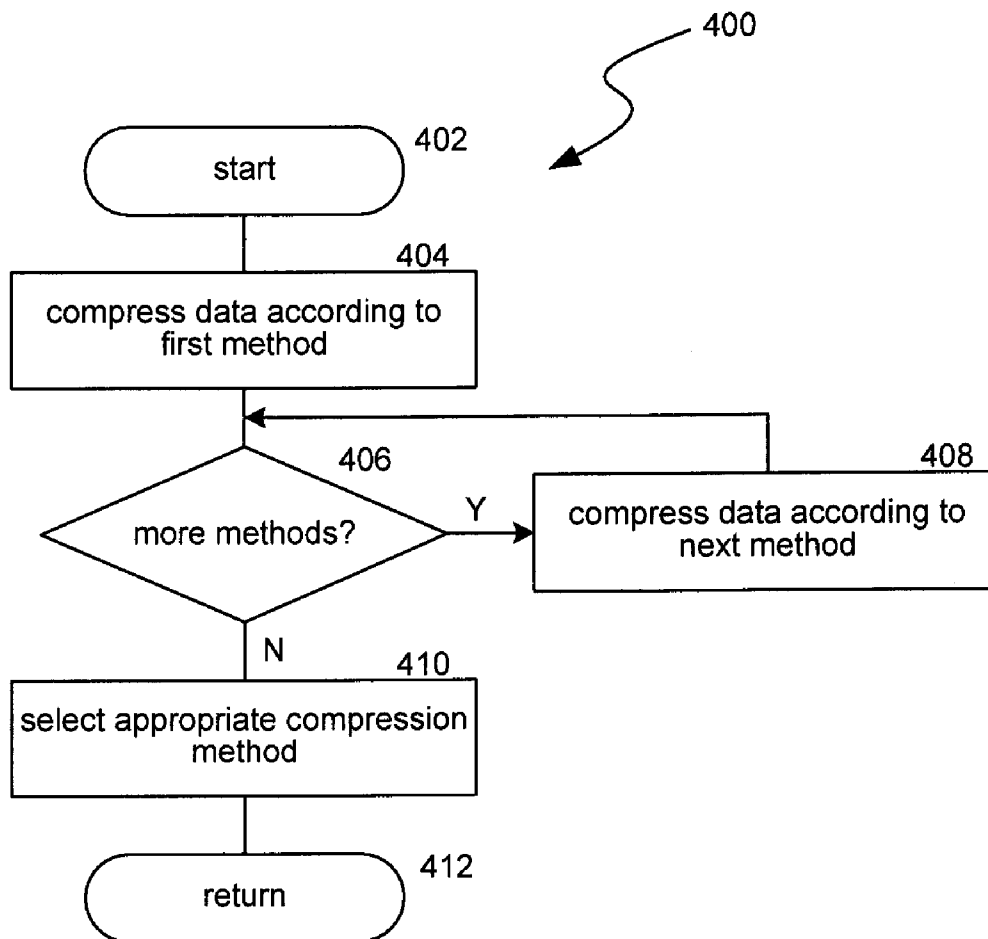 400
402
start
404
compress data according to
first method
406
more methods?
Y
408
compress data according to
next method
N
410
select appropriate compression
method
412
return